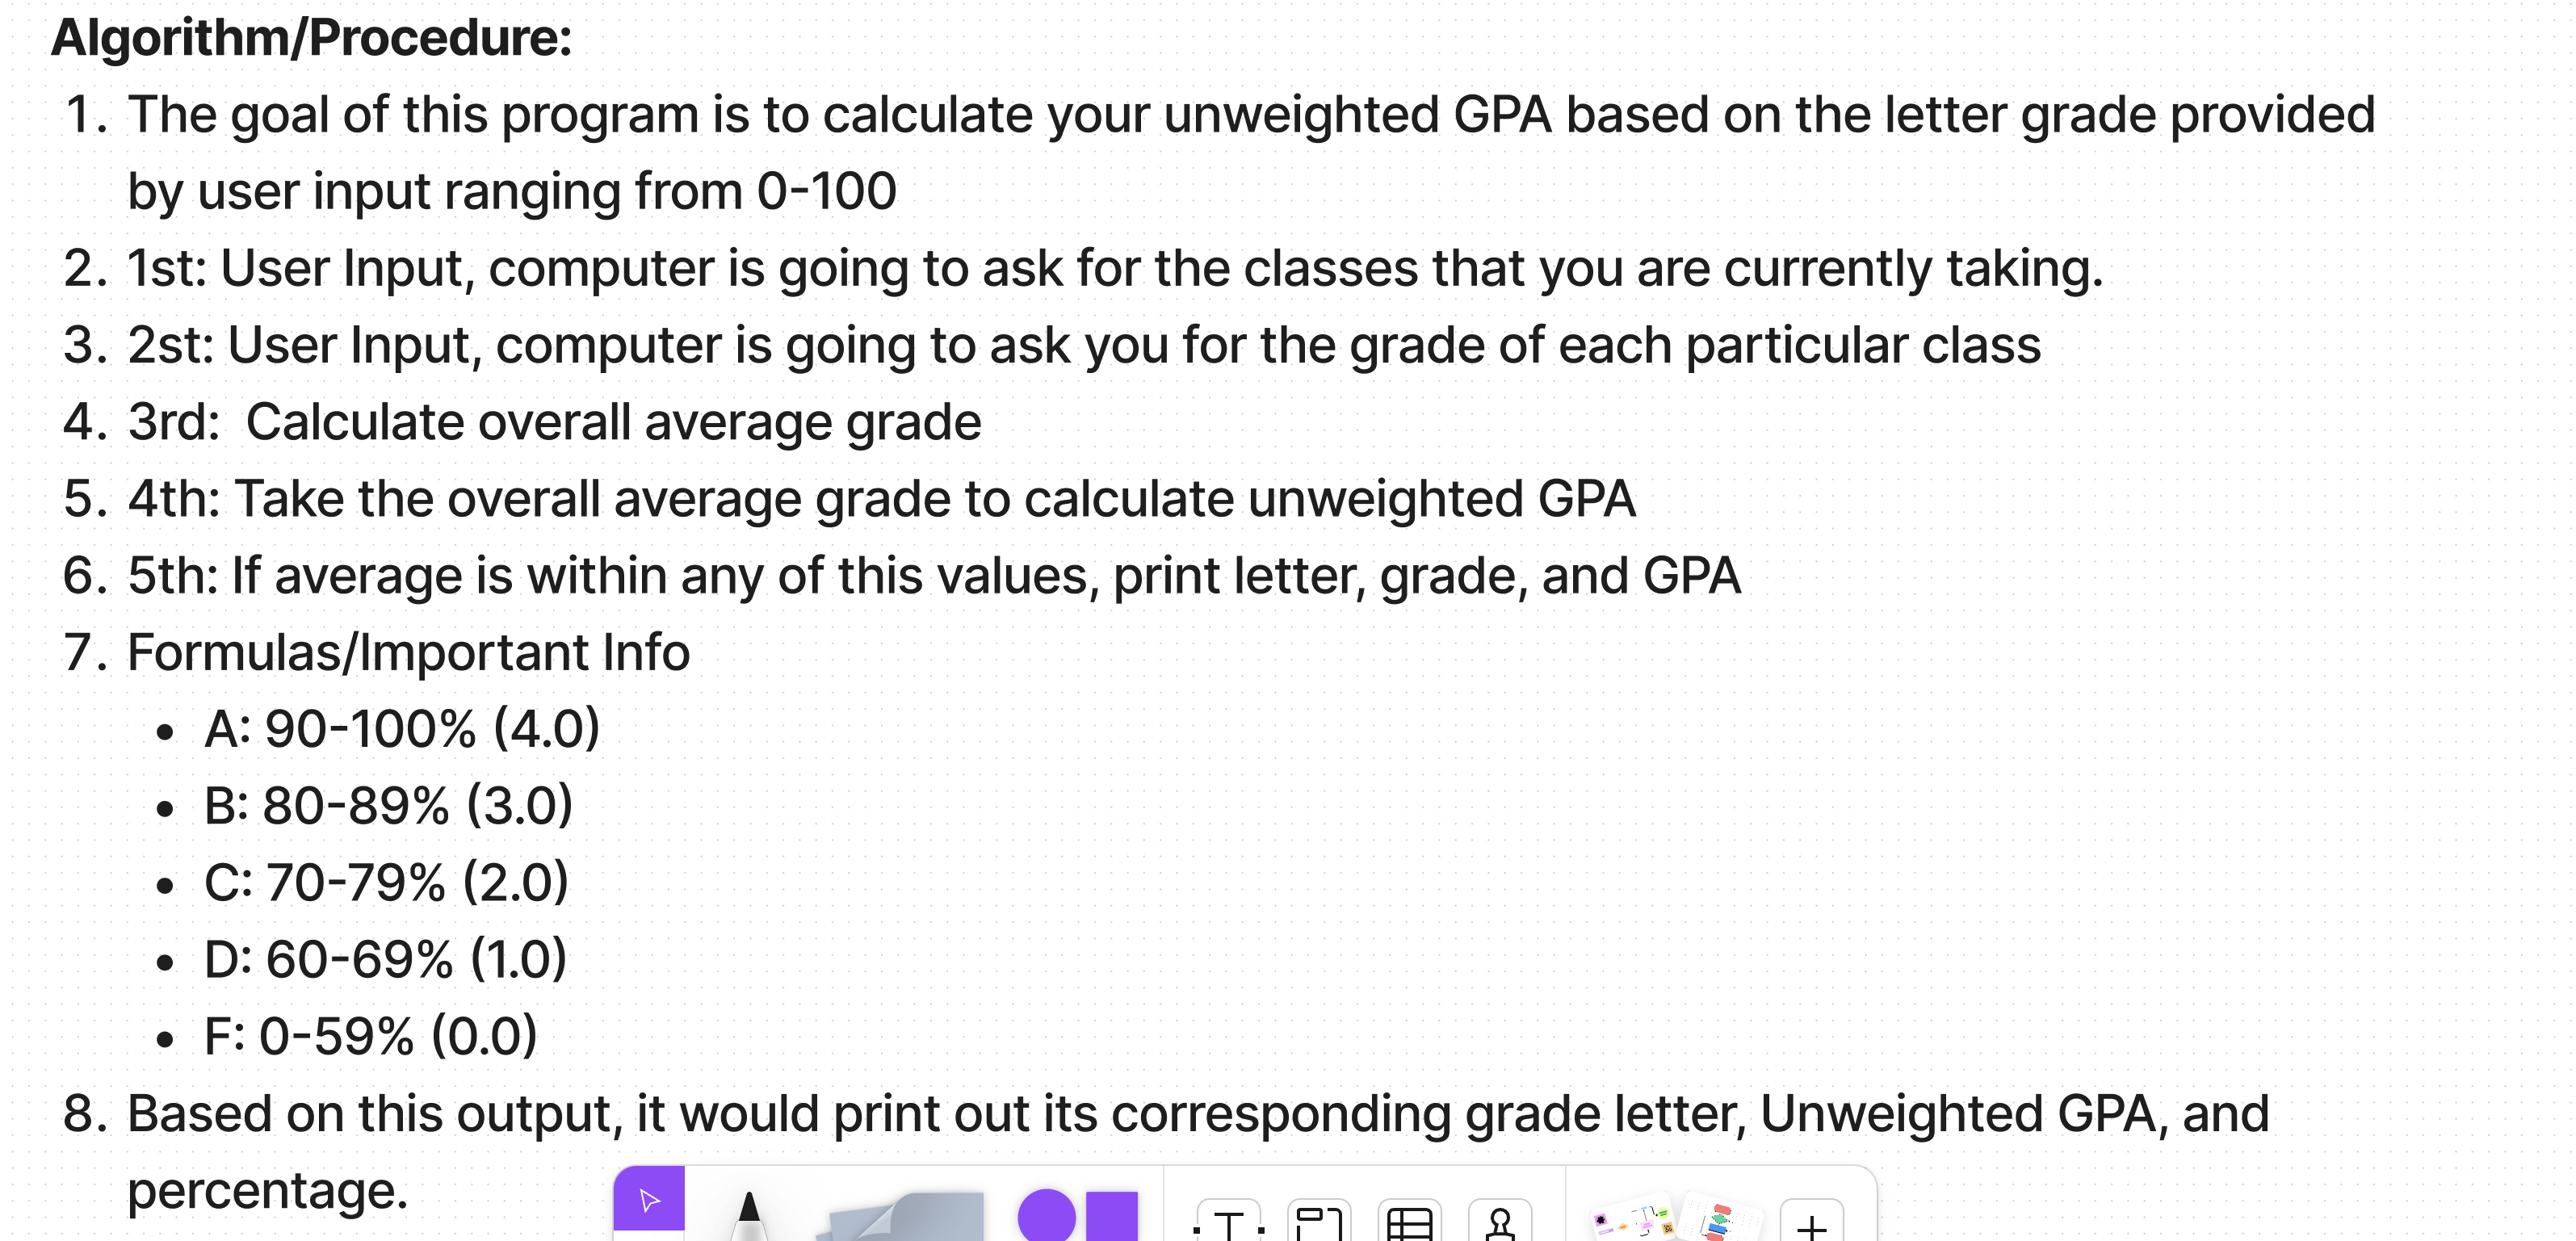 Algorithm/Procedure:
1. The goal of this program is to calculate your unweighted GPA based on the letter grade provided
by user input ranging from 0-100
2. 1st: User Input, computer is going to ask for the classes that you are currently taking.
3. 2st: User Input, computer is going to ask you for the grade of each particular class
4. 3rd:  Calculate overall average grade
5. 4th: Take the overall average grade to calculate unweighted GPA
6. 5th: If average is within any of this values, print letter, grade, and GPA
7. Formulas/Important Info
• A: 90-100% (4.0)
• B: 80-89% (3.0)
• C: 70-79% (2.0)
• D: 60-69% (1.0)
• F: 0-59% (0.0)
8. Based on this output, it would print out its corresponding grade letter, Unweighted GPA, and
percentage.